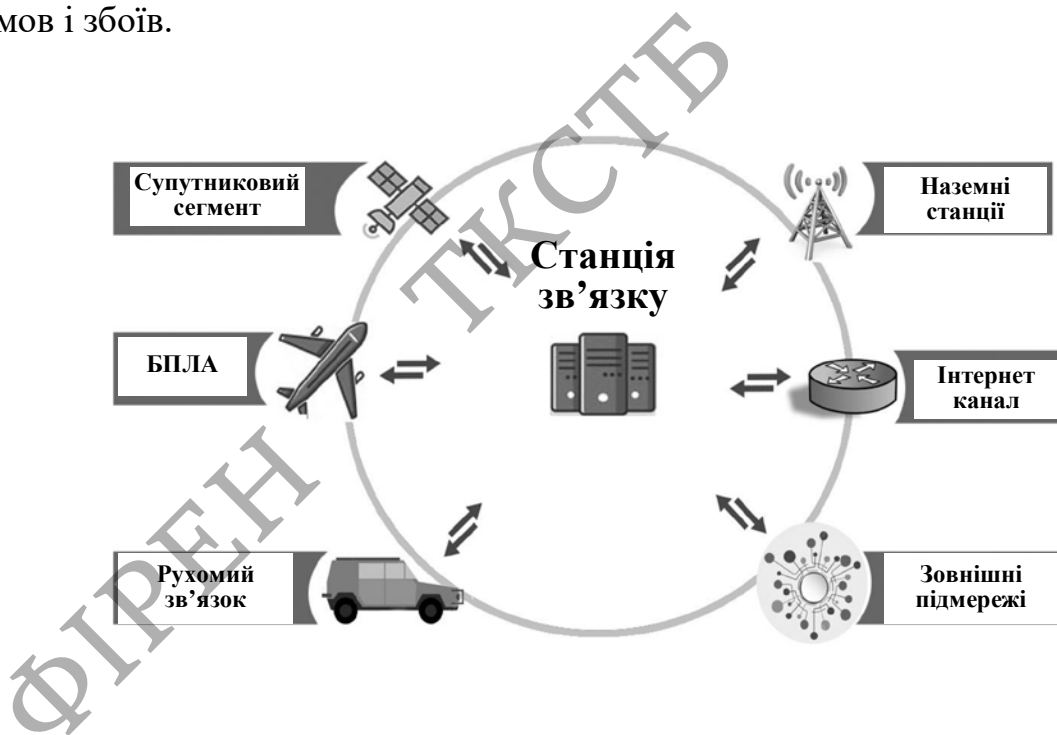 мов і збоїв.
Супутниковий
сегмент
Наземні
станції
Станція
зв’язку
БПЛА
Інтернет
канал
Рухомий
зв’язок
Зовнішні
підмережі
ФІРЕН ТКСТБ